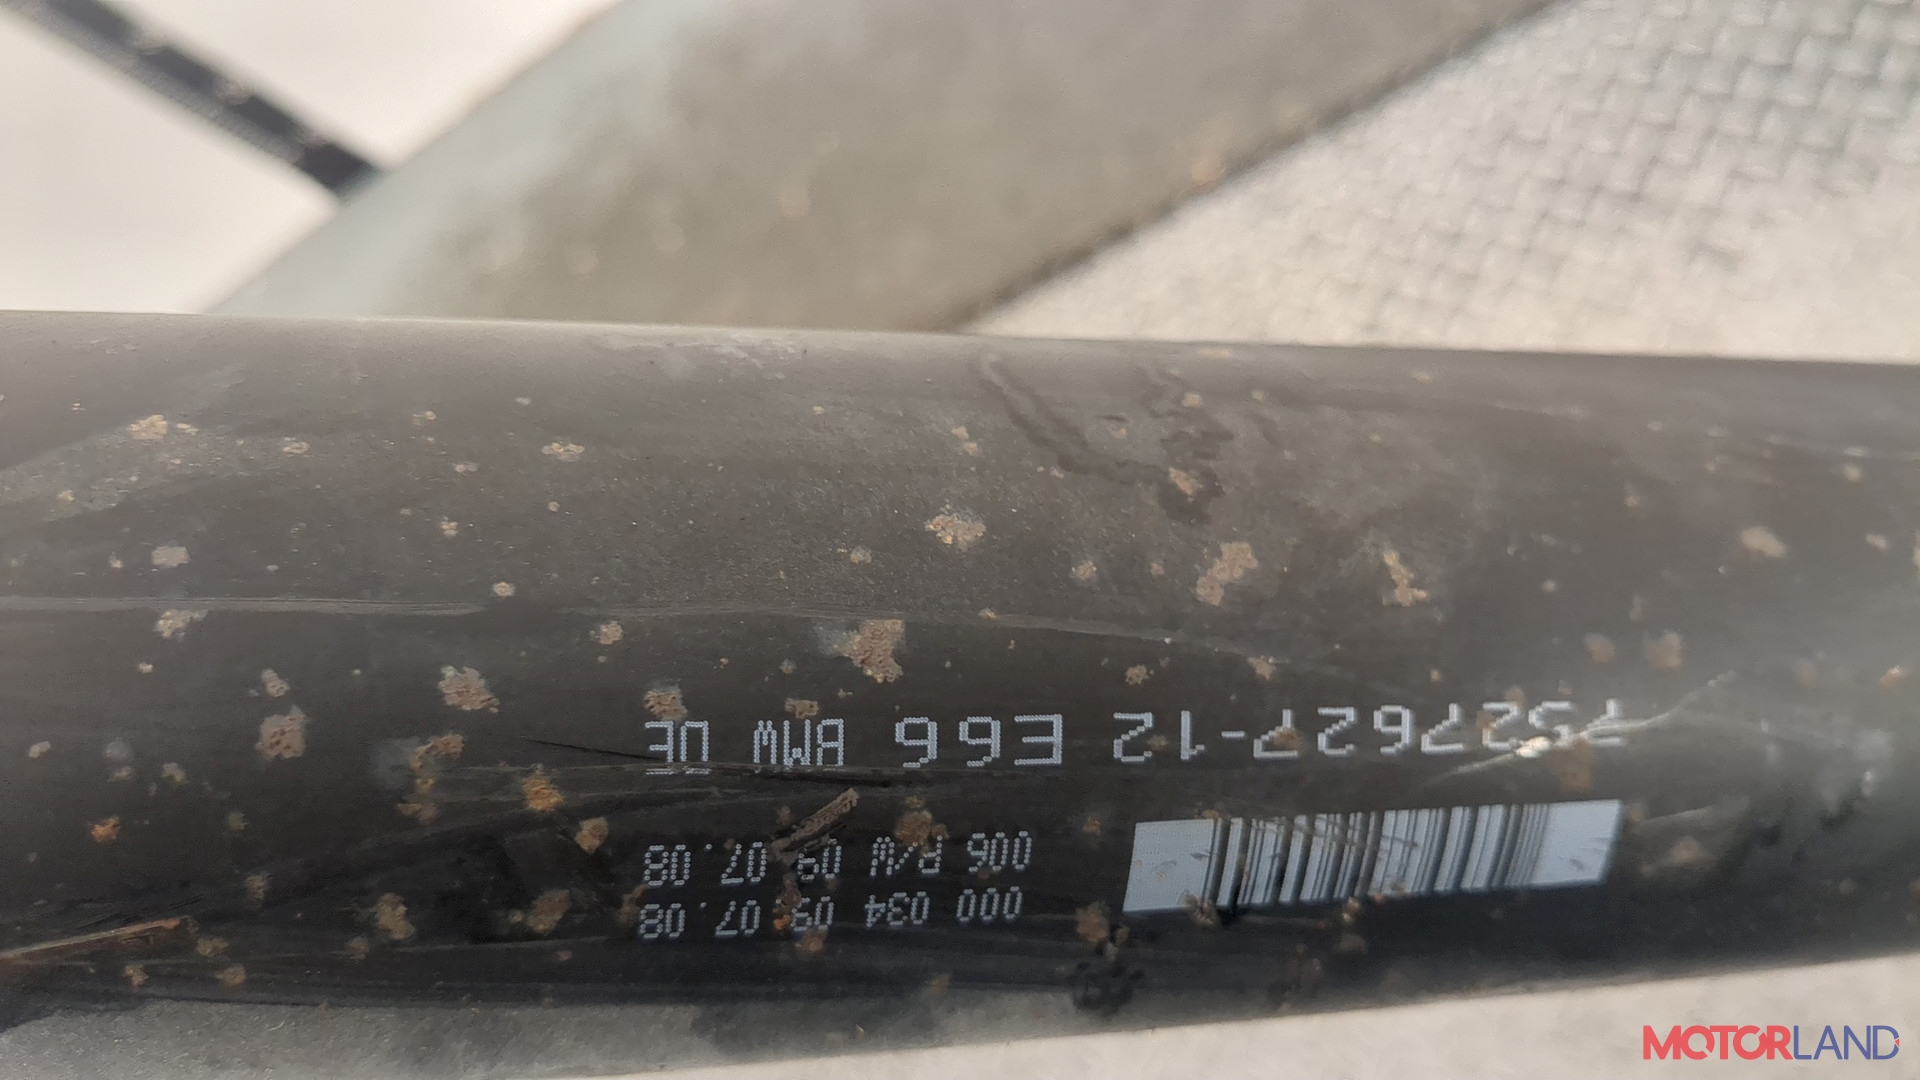 000 034 09.07.08
006 P/W 09.07.08
7527627-12 E66 BMW DE
MOTORLAND